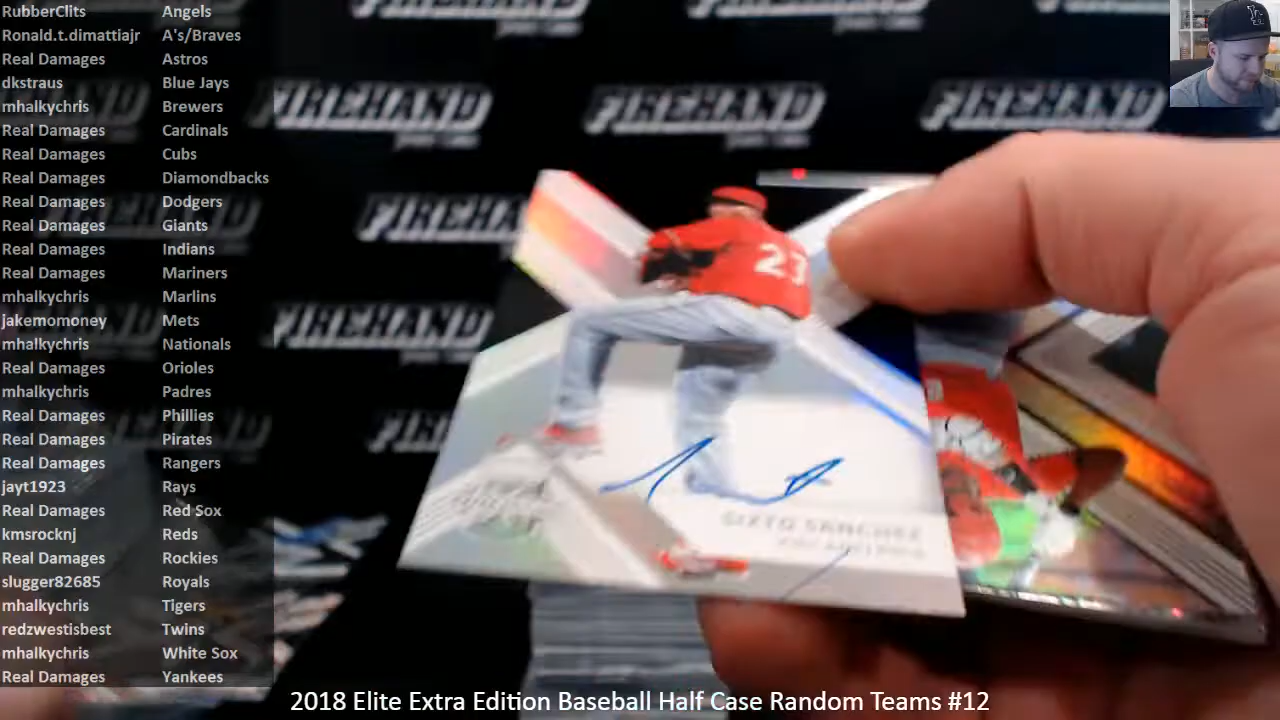 RubberClits Angels
Ronald.t.dimattiajr A's/Braves
Real Damages Astros
dkstraus Blue Jays
mhalkychris Brewers
Real Damages Cardinals
Real Damages Cubs
Real Damages Diamondbacks
Real Damages Dodgers
Real Damages Giants
Real Damages Indians
Real Damages Mariners
mhalkychris Marlins
jakemomoney Mets
mhalkychris Nationals
Real Damages Orioles
mhalkychris Padres
Real Damages Phillies
Real Damages Pirates
Real Damages Rangers
jayt1923 Rays
Real Damages Red Sox
kmsrocknj Reds
Real Damages Rockies
slugger82685 Royals
mhalkychris Tigers
redzwestisbest Twins
mhalkychris White Sox
Real Damages Yankees
FIREHAND FIREHAND FIREHAND
FIREHAND
FIREHAND
23
SIXTO SANCHEZ
2018 Elite Extra Edition Baseball Half Case Random Teams #12